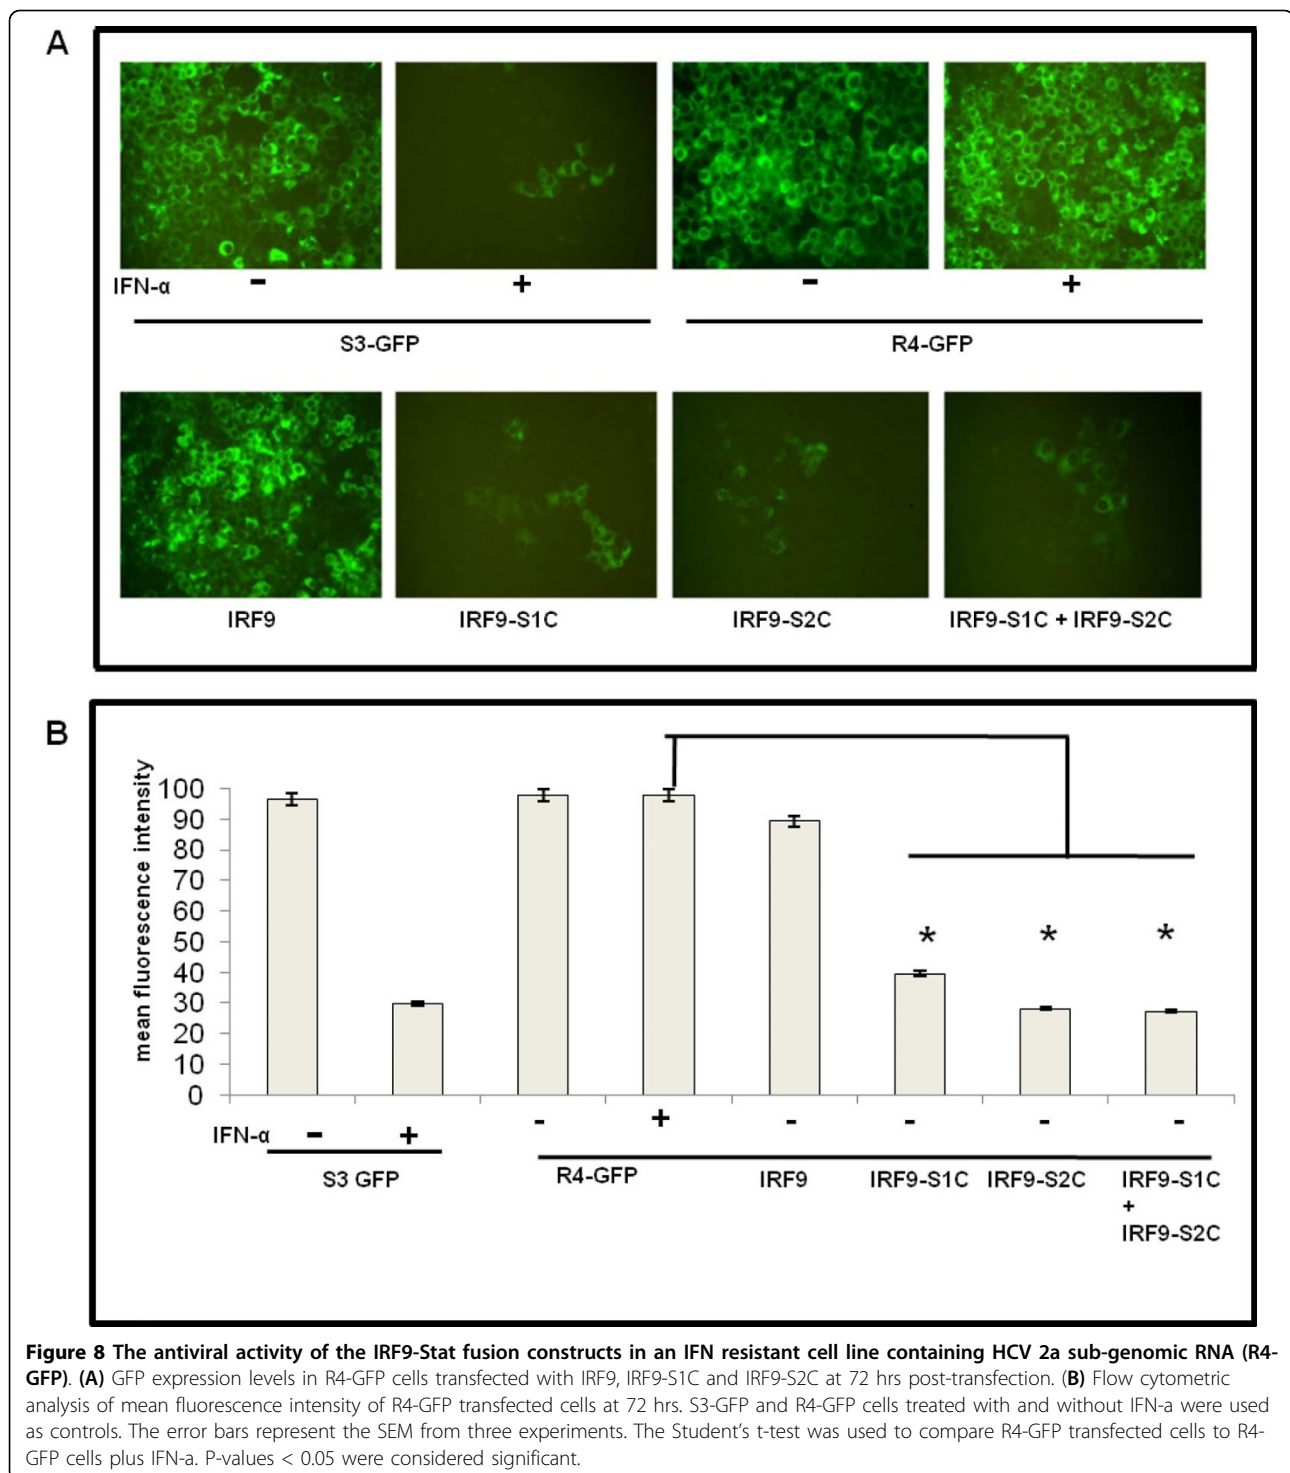 A
IFN-α - + - +
S3-GFP R4-GFP
IRF9 IRF9-S1C IRF9-S2C IRF9-S1C + IRF9-S2C
B
mean fluorescence intensity
100
90
80
70
60
50
40
30
20
10
0
* * *
IFN-α - + - + - - - -
S3 GFP R4-GFP IRF9 IRF9-S1C IRF9-S2C IRF9-S1C
+
IRF9-S2C
Figure 8 The antiviral activity of the IRF9-Stat fusion constructs in an IFN resistant cell line containing HCV 2a sub-genomic RNA (R4-
GFP). (A) GFP expression levels in R4-GFP cells transfected with IRF9, IRF9-S1C and IRF9-S2C at 72 hrs post-transfection. (B) Flow cytometric
analysis of mean fluorescence intensity of R4-GFP transfected cells at 72 hrs. S3-GFP and R4-GFP cells treated with and without IFN-a were used
as controls. The error bars represent the SEM from three experiments. The Student's t-test was used to compare R4-GFP transfected cells to R4-
GFP cells plus IFN-a. P-values < 0.05 were considered significant.